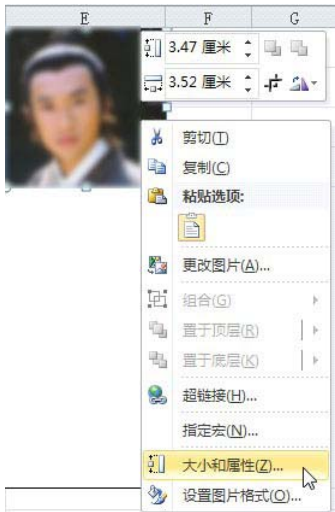 E F G
3.47 厘米
3.52 厘米
剪切(T)
复制(C)
粘贴选项:
更改图片(A)...
组合(G)
置于顶层(R)
置于底层(K)
超链接(H)...
指定宏(N)...
大小和属性(Z)...
设置图片格式(O)...